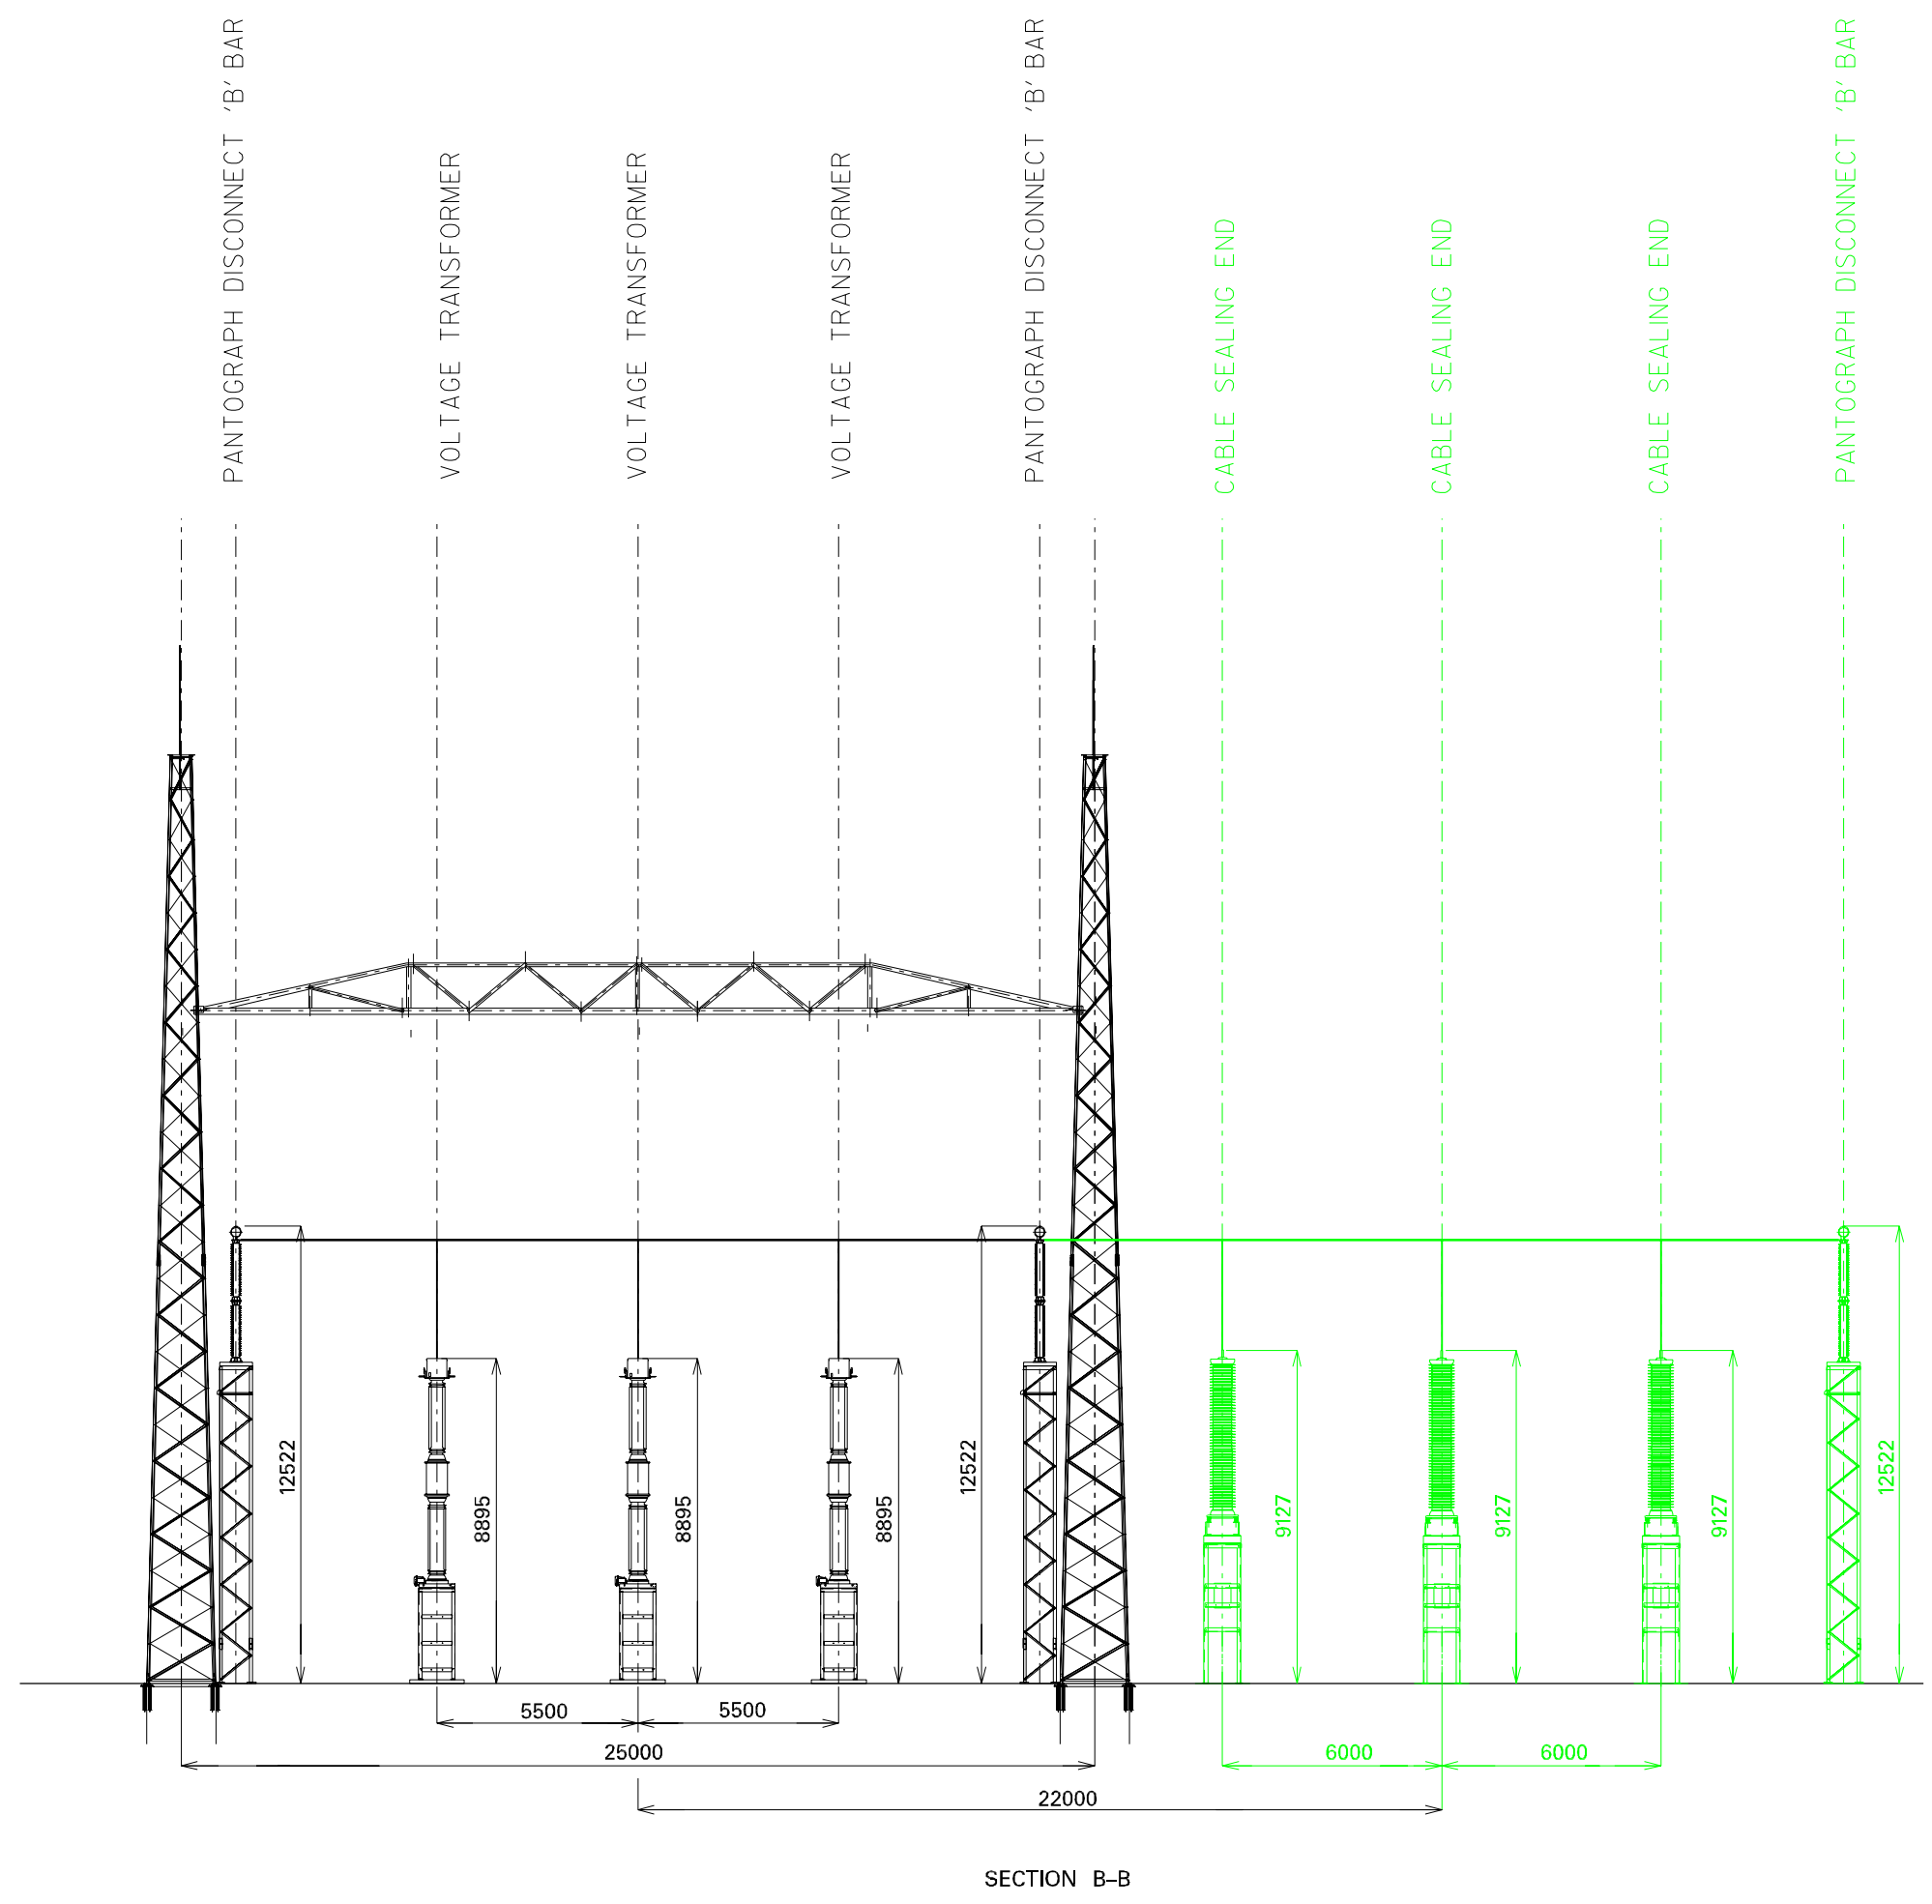 PANTOGRAPH DISCONNECT 'B' BAR
VOLTAGE TRANSFORMER
VOLTAGE TRANSFORMER
VOLTAGE TRANSFORMER
PANTOGRAPH DISCONNECT 'B' BAR
CABLE SEALING END
CABLE SEALING END
CABLE SEALING END
PANTOGRAPH DISCONNECT 'B' BAR
12522
8895
8895
8895
12522
9127
9127
9127
12522
5500
5500
25000
6000
6000
22000
SECTION B-B